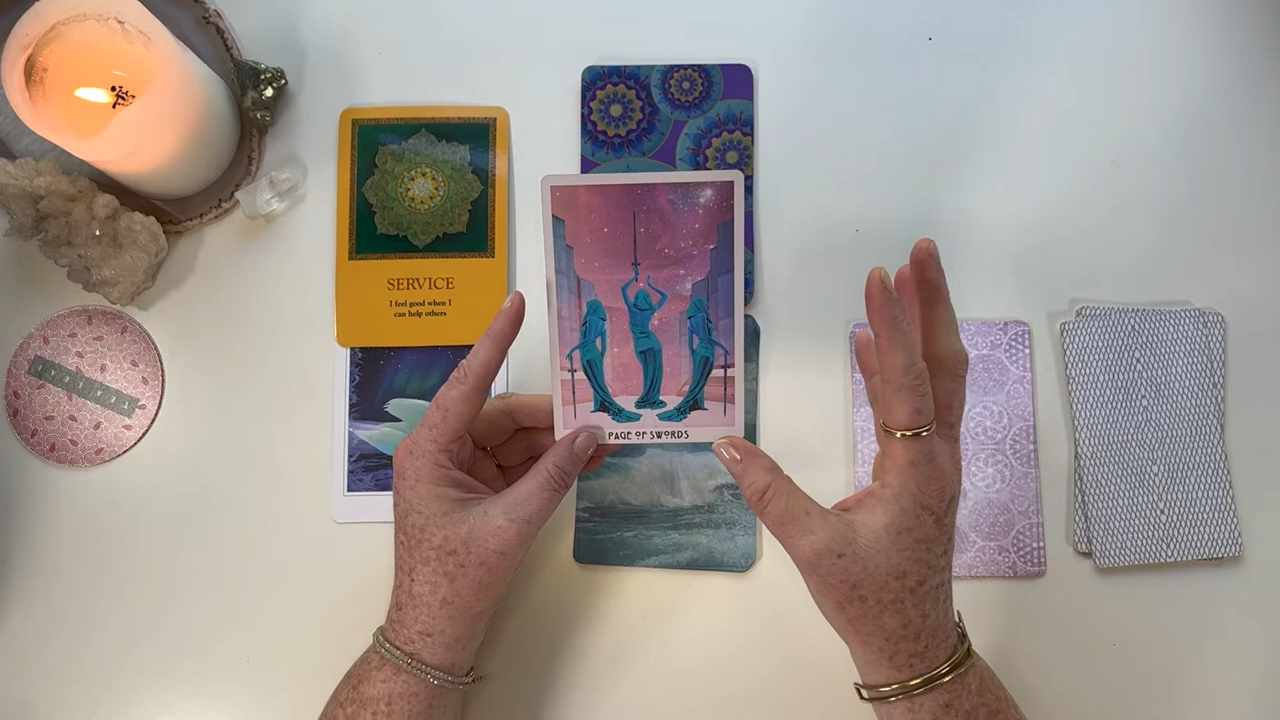 SERVICE
I feel good when I
can help others
PAGE OF SWORDS